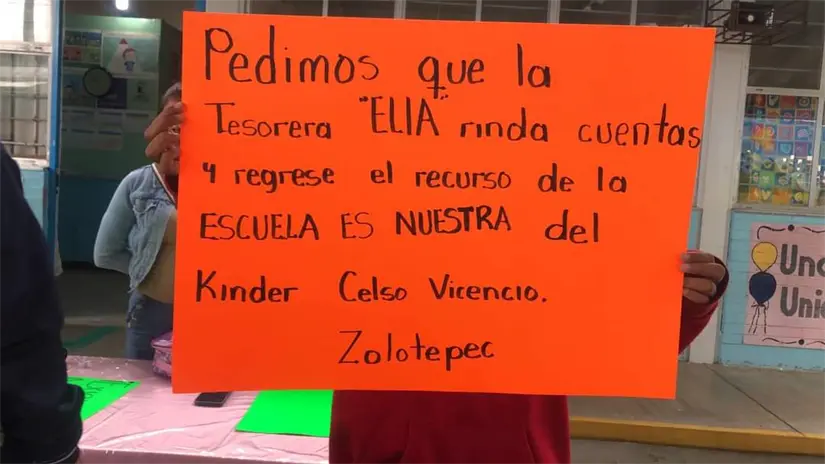 Pedimos que la
Tesorera "ELIA" rinda cuentas
y regrese el recurso de la
ESCUELA ES NUESTRA del
Kinder Celso Vicencio.
Zolotepec